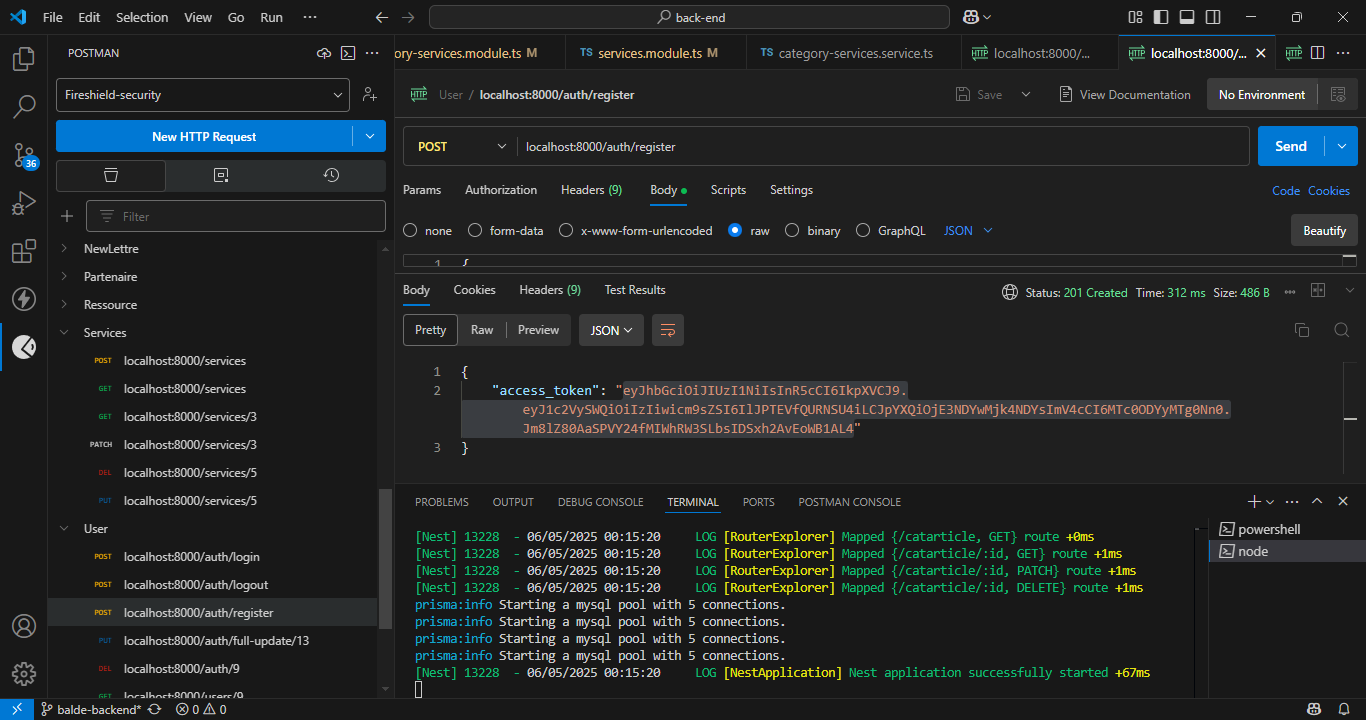 File Edit Selection View Go Run ···
back-end
POSTMAN
ory-services.module.ts M
TS services.module.ts M
TS category-services.service.ts
HTTP localhost:8000/...
HTTP localhost:8000/...
HTTP
Fireshield-security
HTTP User / localhost:8000/auth/register
Save
View Documentation
No Environment
New HTTP Request
POST localhost:8000/auth/register
Send
Params Authorization Headers (9) Body Scripts Settings
Code Cookies
Filter
none form-data x-www-form-urlencoded raw binary GraphQL JSON
Beautify
NewLettre
Partenaire
Ressource
Services
POST localhost:8000/services
GET localhost:8000/services
GET localhost:8000/services/3
PATCH localhost:8000/services/3
DEL localhost:8000/services/5
PUT localhost:8000/services/5
User
POST localhost:8000/auth/login
POST localhost:8000/auth/logout
POST localhost:8000/auth/register
PUT localhost:8000/auth/full-update/13
DEL localhost:8000/auth/9
GET localhost:8000/users/9
36
1 {
Body Cookies Headers (9) Test Results
Status: 201 Created Time: 312 ms Size: 486 B
Pretty Raw Preview JSON
1 {
2 "access_token": "eyJhbGciOiJIUzI1NiIsInR5cCI6IkpXVCJ9.
eyJ1c2VySWQiOiIzIiwicm9sZSI6IlJPTEVfQURNSU4iLCJpYXQiOjE3NDYwMjk4NDYsImV4cCI6MTc0ODYyMTg0Nn0.
Jm8lZ80AaSPVY24fMIWhRW3SLbsIDSxh2AvEoWB1AL4"
3 }
PROBLEMS OUTPUT DEBUG CONSOLE TERMINAL PORTS POSTMAN CONSOLE
[Nest] 13228 - 06/05/2025 00:15:20 LOG [RouterExplorer] Mapped {/catarticle, GET} route +0ms
[Nest] 13228 - 06/05/2025 00:15:20 LOG [RouterExplorer] Mapped {/catarticle/:id, GET} route +1ms
[Nest] 13228 - 06/05/2025 00:15:20 LOG [RouterExplorer] Mapped {/catarticle/:id, PATCH} route +1ms
[Nest] 13228 - 06/05/2025 00:15:20 LOG [RouterExplorer] Mapped {/catarticle/:id, DELETE} route +1ms
prisma:info Starting a mysql pool with 5 connections.
prisma:info Starting a mysql pool with 5 connections.
prisma:info Starting a mysql pool with 5 connections.
prisma:info Starting a mysql pool with 5 connections.
[Nest] 13228 - 06/05/2025 00:15:20 LOG [NestApplication] Nest application successfully started +67ms
powershell
node
balde-backend* 0 0